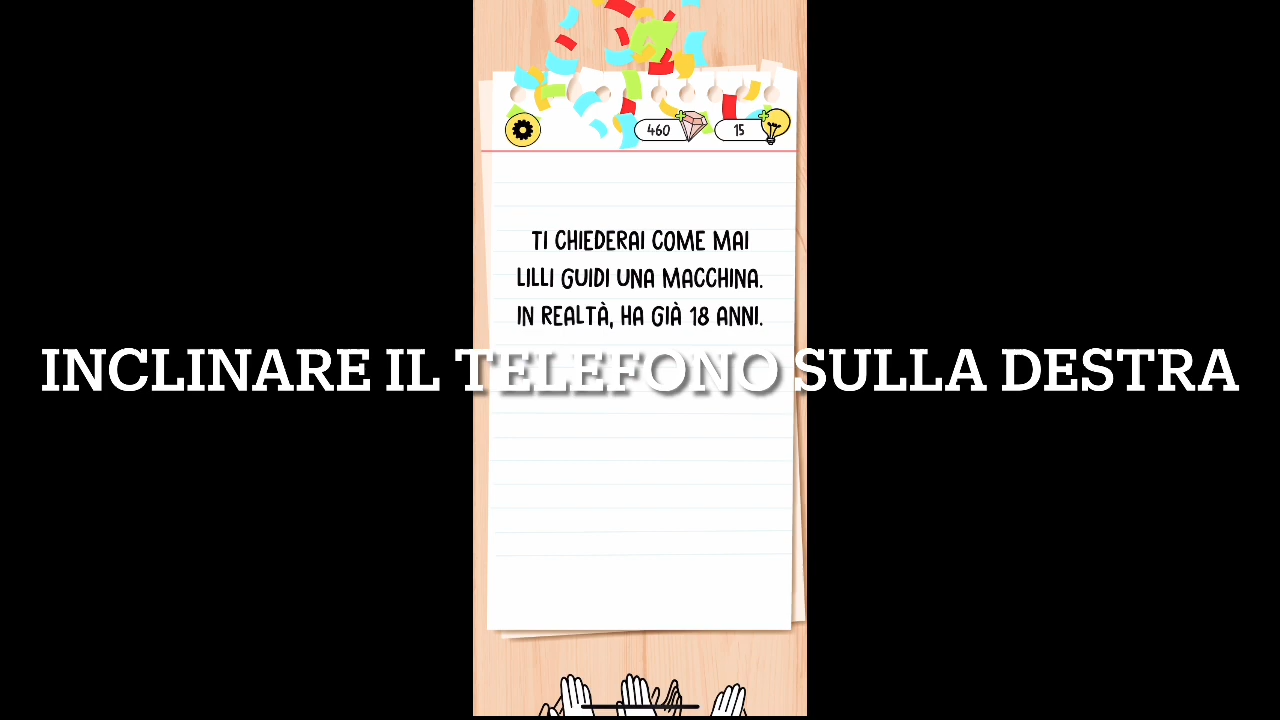 460
15
TI CHIEDERAI COME MAI
LILLI GUIDI UNA MACCHINA.
IN REALTÀ, HA GIÀ 18 ANNI.
INCLINARE IL TELEFONO SULLA DESTRA